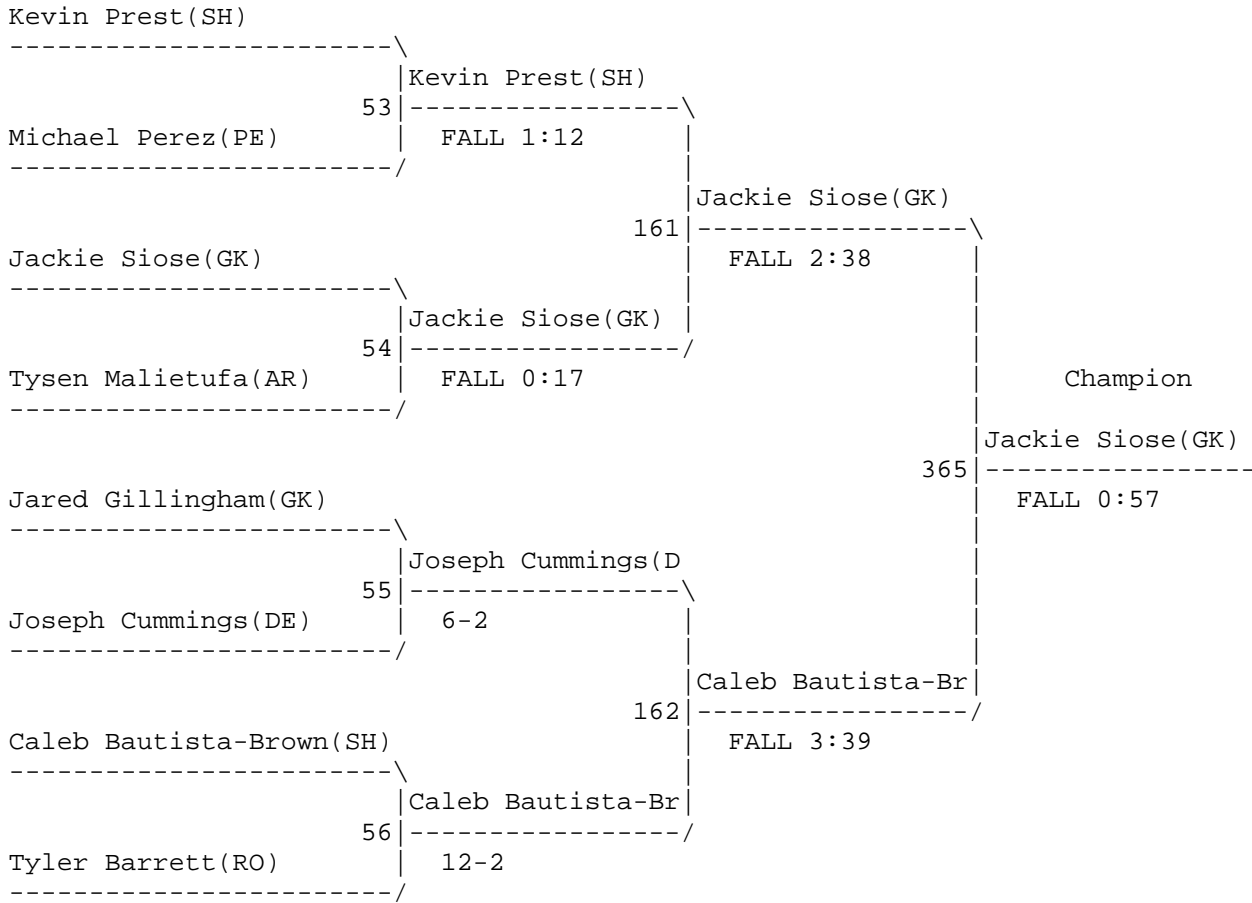 Kevin Prest(SH)
------------------------\
|Kevin Prest(SH)
53|-----------------\
Michael Perez(PE) | FALL 1:12 |
------------------------/ |
|Jackie Siose(GK)
161|-----------------\
Jackie Siose(GK) | FALL 2:38 |
------------------------\ | |
|Jackie Siose(GK) | |
54|-----------------/ |
Tysen Malietufa(AR) | FALL 0:17 | Champion
------------------------/ |
|Jackie Siose(GK)
365|-----------------
Jared Gillingham(GK) | FALL 0:57
------------------------\ |
|Joseph Cummings(D |
55|-----------------\ |
Joseph Cummings(DE) | 6-2 | |
------------------------/ | |
|Caleb Bautista-Br|
162|-----------------/
Caleb Bautista-Brown(SH) | FALL 3:39
------------------------\ |
|Caleb Bautista-Br|
56|-----------------/
Tyler Barrett(RO) | 12-2
------------------------/